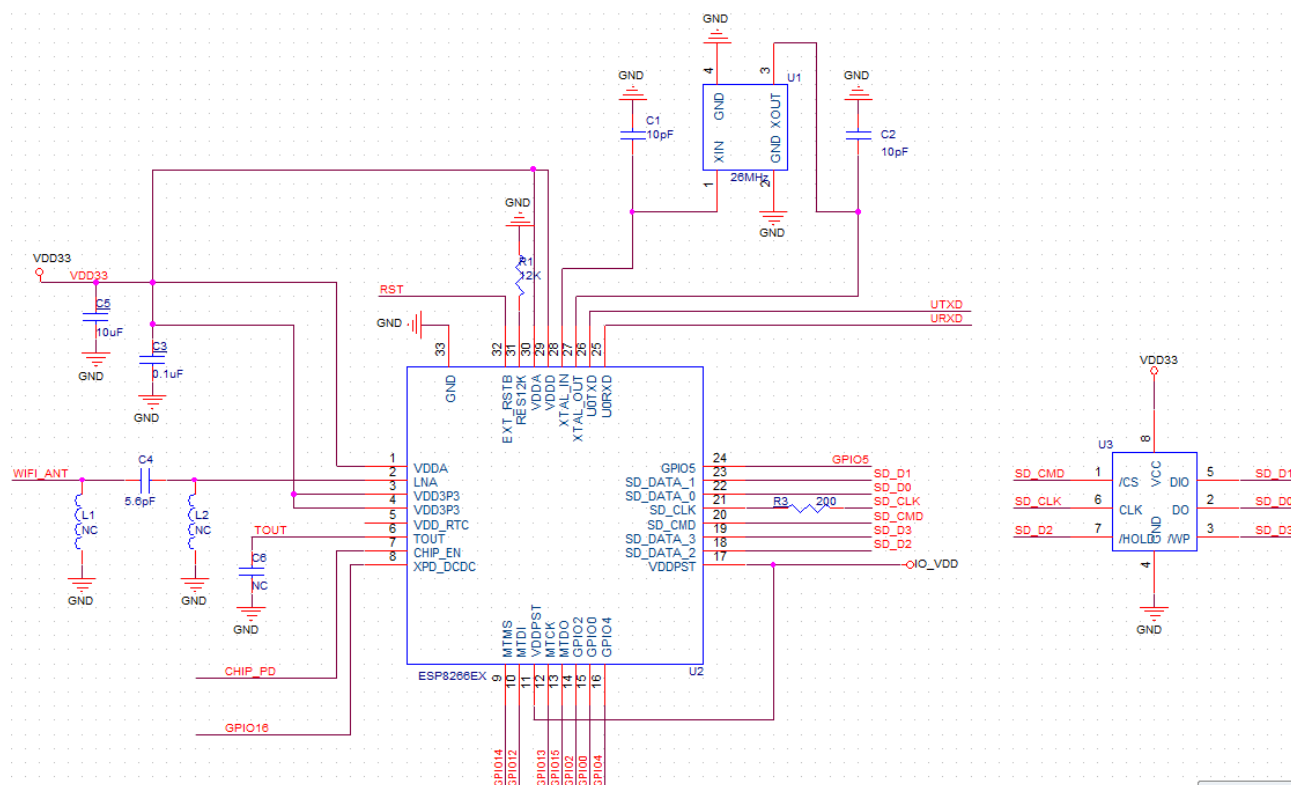 GND
4
3
U1
GND
GND
C1
10pF
GND
XOUT
C2
10pF
XIN
GND
26MHz
1
2
GND
GND
VDD33
VDD33
R1
12K
RST
UTXD
URXD
C5
10uF
GND
33
32
31
30
29
28
27
26
25
C3
0.1uF
GND
GND
GND
EXT_RSTB
RES12K
VDDA
VDDD
XTAL_IN
XTAL_OUT
U0TXD
U0RXD
VDD33
1
VDDA
2
LNA
3
VDD3P3
4
VDD3P3
5
VDD_RTC
6
TOUT
7
CHIP_EN
8
XPD_DCDC
GPIO5
24
GPIO5
SD_DATA_1
23
SD_D1
SD_DATA_0
22
SD_D0
SD_CLK
21
R3
200
SD_CLK
SD_CMD
20
SD_CMD
SD_DATA_3
19
SD_D3
SD_DATA_2
18
SD_D2
VDDPST
17
IO_VDD
WIFI_ANT
C4
5.6pF
L1
NC
L2
NC
TOUT
C6
NC
GND
GND
GND
U3
8
SD_CMD
1
/CS
VCC
DIO
5
SD_D1
SD_CLK
6
CLK
DO
2
SD_D0
SD_D2
7
/HOLD
GND
/WP
3
SD_D3
4
GND
MTMS
MTDI
VDDPST
MTCK
MTDO
GPIO2
GPIO0
GPIO4
CHIP_PD
ESP8266EX
U2
9
10
11
12
13
14
15
16
GPIO16
GPIO14
GPIO12
GPIO13
GPIO15
GPIO2
GPIO0
GPIO4